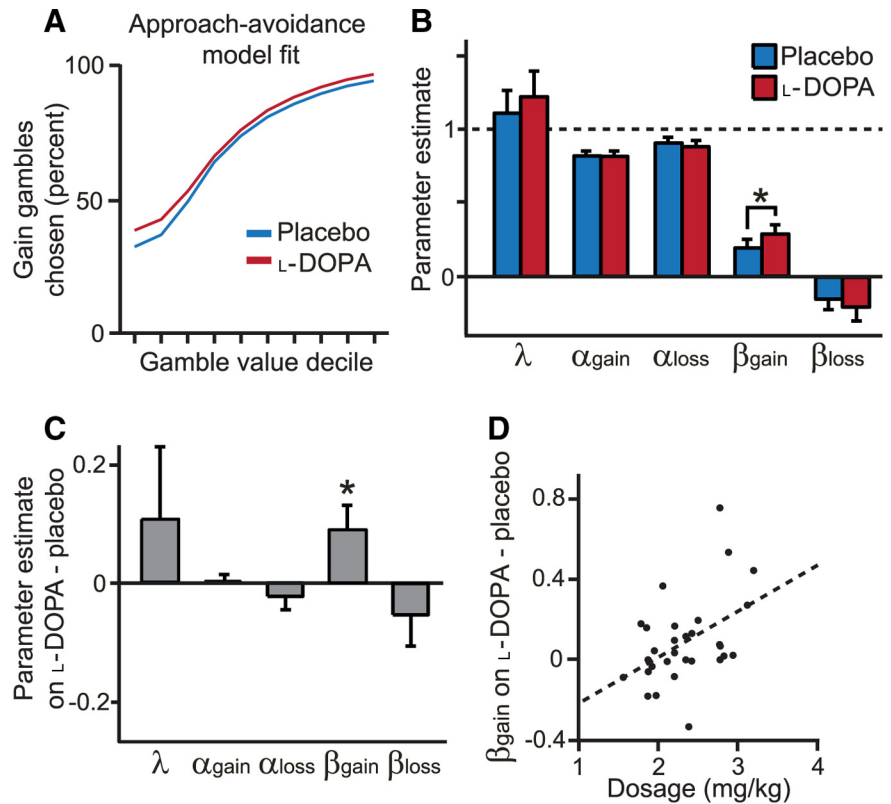 A
Approach-avoidance
model fit
Gain gambles
chosen (percent)
100
50
0
Placebo
L-DOPA
Gamble value decile
B
Parameter estimate
1
0
Placebo
L-DOPA
*
λ αgain αloss βgain βloss
C
Parameter estimate
on L-DOPA - placebo
0.2
0
-0.2
*
λ αgain αloss βgain βloss
D
βgain on L-DOPA - placebo
0.8
0.4
0
-0.4
1 2 3 4
Dosage (mg/kg)